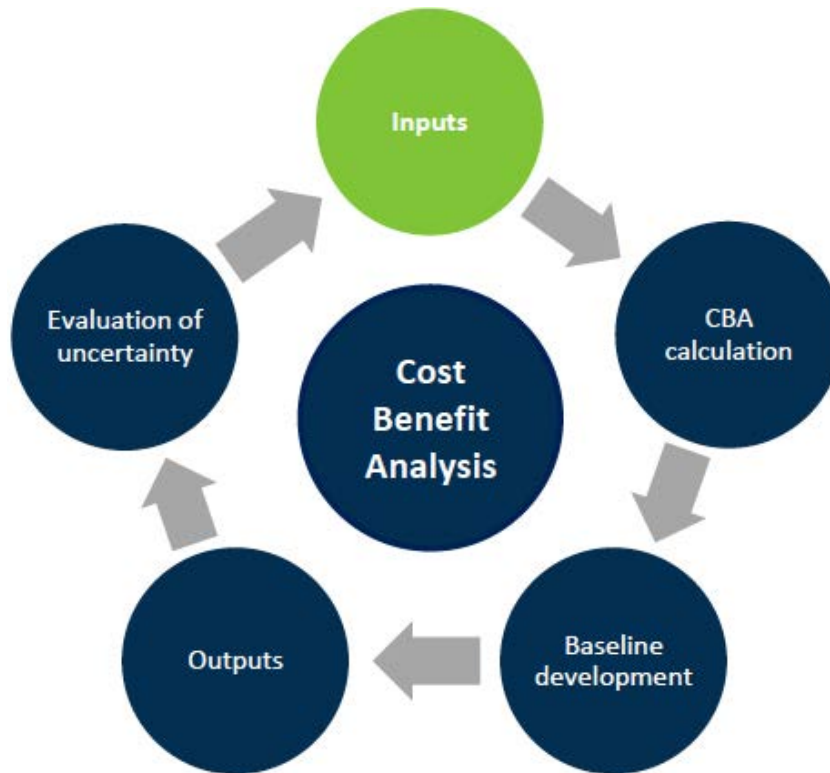 Inputs
CBA
calculation
Baseline
development
Outputs
Evaluation of
uncertainty
Cost
Benefit
Analysis